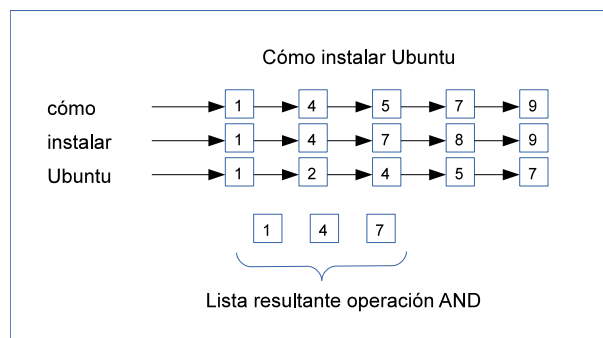 Cómo instalar Ubuntu
cómo 1 4 5 7 9
instalar 1 4 7 8 9
Ubuntu 1 2 4 5 7
1 4 7
Lista resultante operación AND